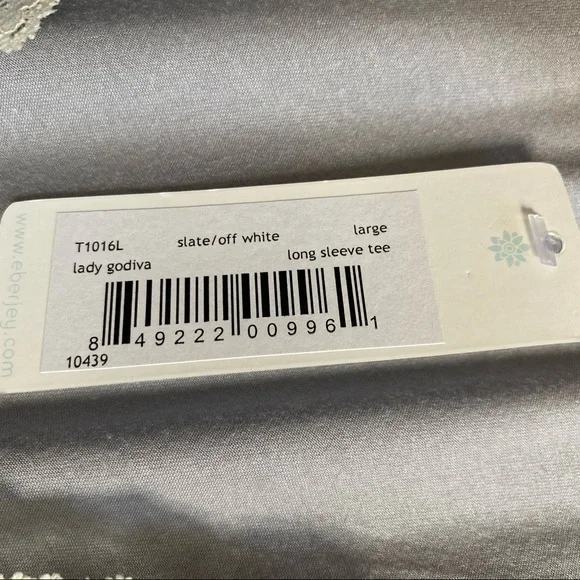 www.eberjey.com
T1016L slate/off white large
lady godiva long sleeve tee
8 49222 00996 1
10439